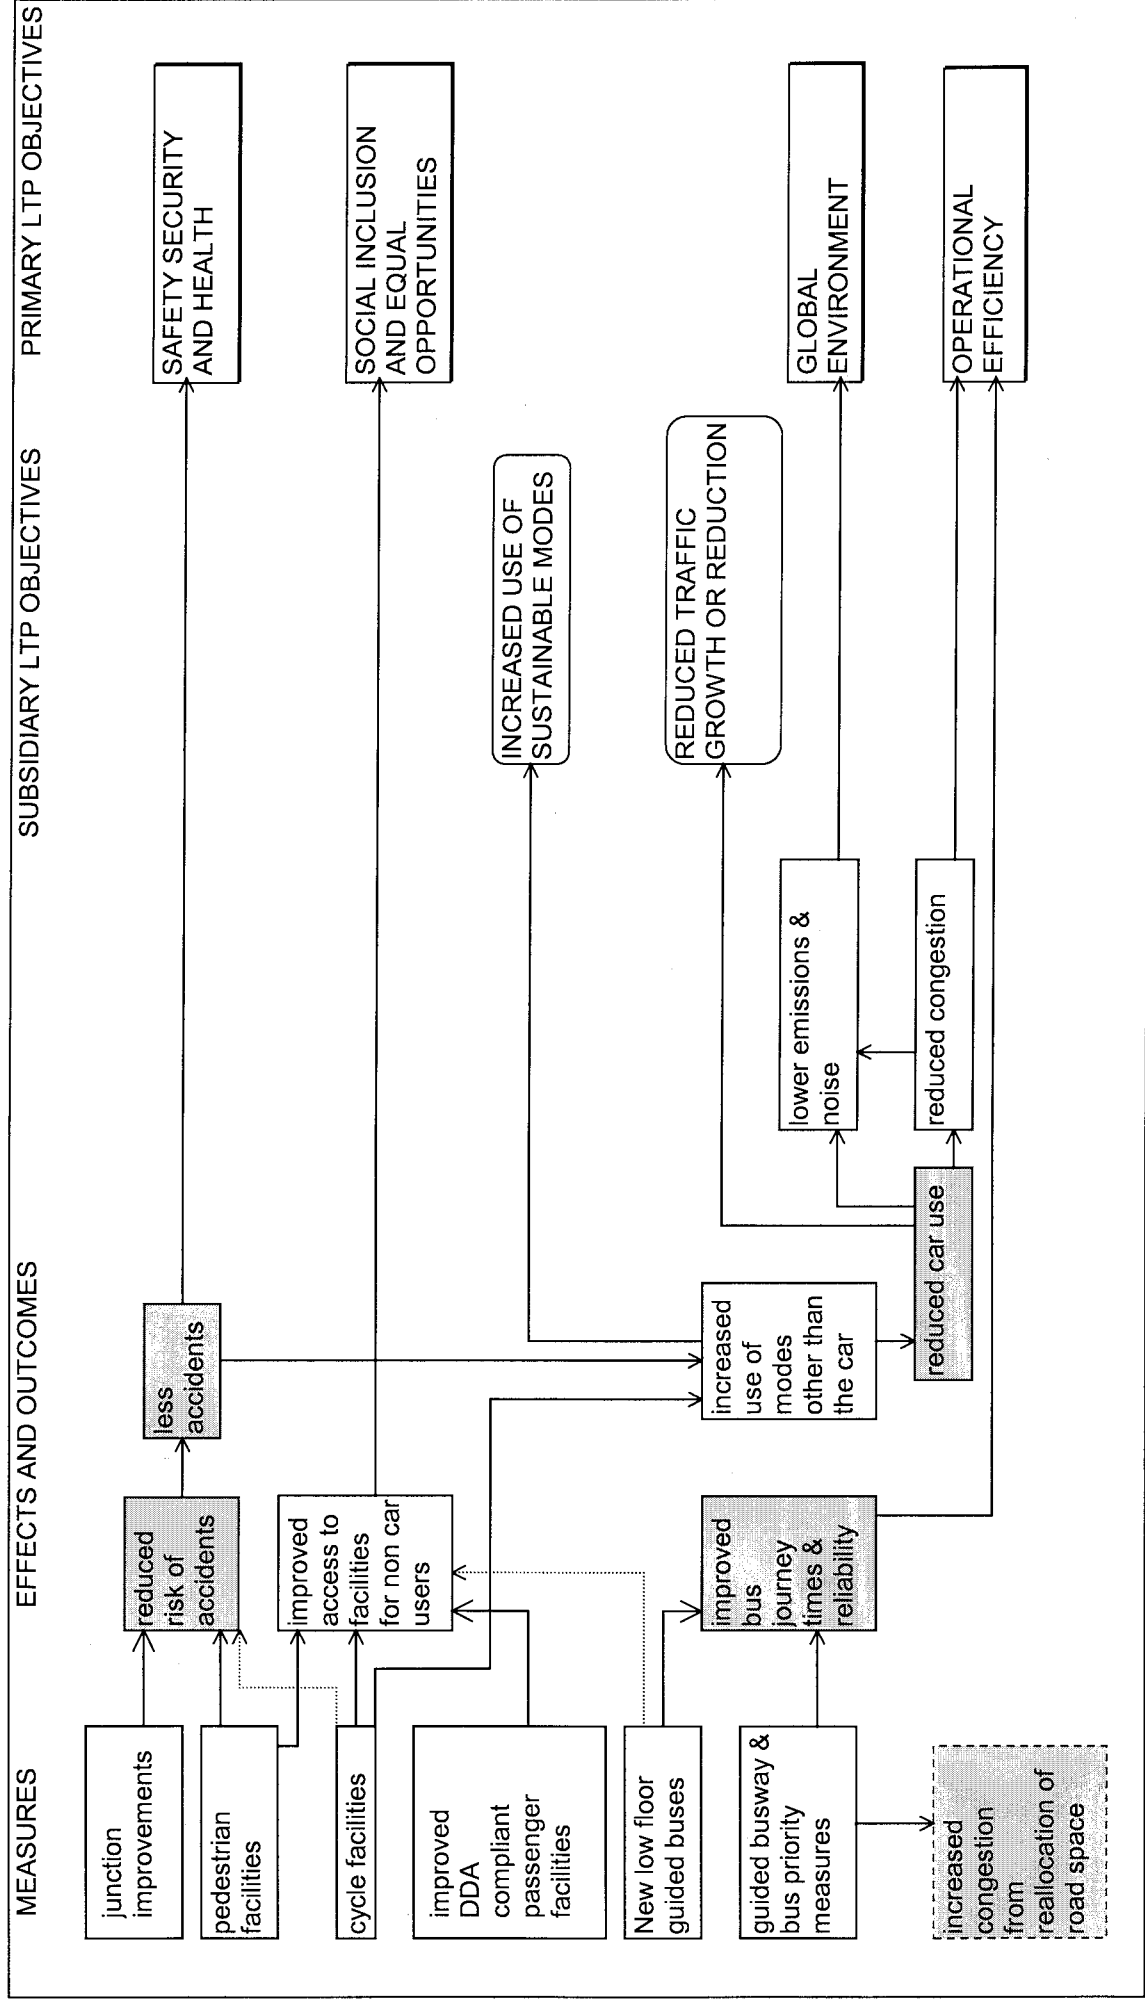 MEASURES
EFFECTS AND OUTCOMES
SUBSIDIARY LTP OBJECTIVES
PRIMARY LTP OBJECTIVES
junction
improvements
pedestrian
facilities
cycle facilities
improved
DDA
compliant
passenger
facilities
New low floor
guided buses
guided busway &
bus priority
measures
increased
congestion
from
reallocation of
road space
reduced
risk of
accidents
improved
access to
facilities
for non car
users
improved
bus
journey
times &
reliability
less
accidents
increased
use of
modes
other than
the car
reduced car use
lower emissions &
noise
reduced congestion
INCREASED USE OF
SUSTAINABLE MODES
REDUCED TRAFFIC
GROWTH OR REDUCTION
SAFETY SECURITY
AND HEALTH
SOCIAL INCLUSION
AND EQUAL
OPPORTUNITIES
GLOBAL
ENVIRONMENT
OPERATIONAL
EFFICIENCY